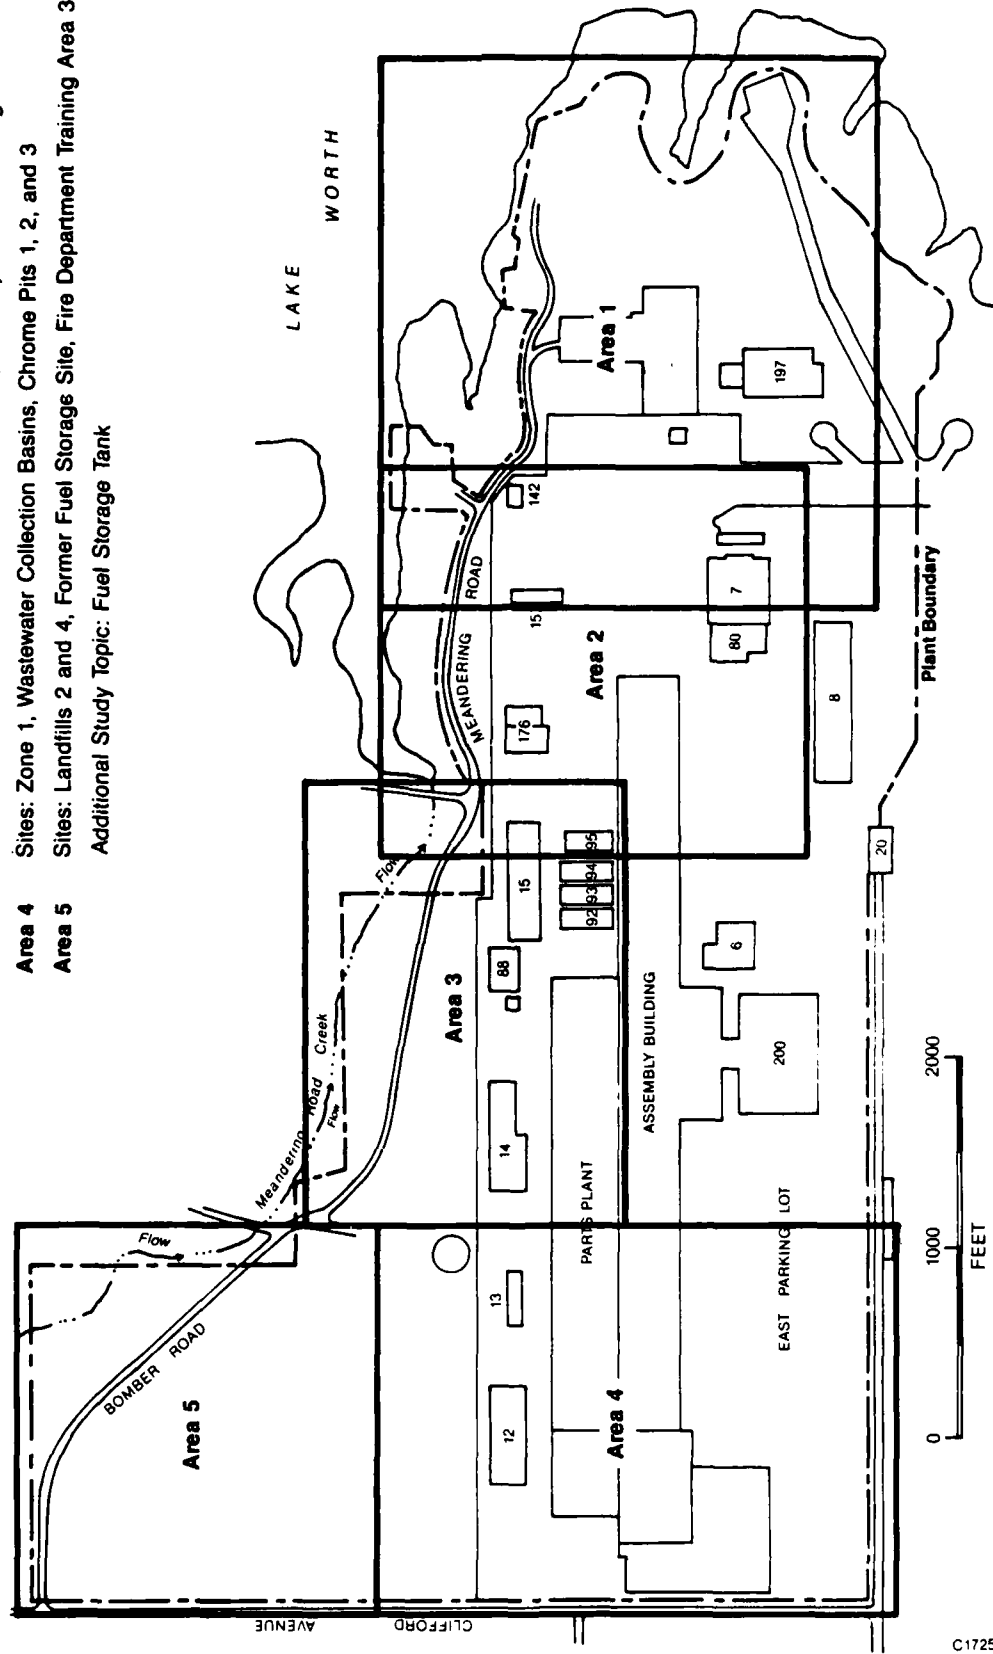 Area 4 Sites: Zone 1, Wastewater Collection Basins, Chrome Pits 1, 2, and 3
Area 5 Sites: Landfills 2 and 4, Former Fuel Storage Site, Fire Department Training Area 3
Additional Study Topic: Fuel Storage Tank
LAKE
WORTH
Area 1
197
142
ROAD
MEANDERING
15
7
80
Area 2
176
8
Plant Boundary
Flow
15
95
94
93
92
20
88
6
Area 3
Creek
Road
Meandering
Flow
14
ASSEMBLY BUILDING
200
PARTS PLANT
Flow
13
EAST PARKING LOT
BOMBER ROAD
Area 5
12
Area 4
CLIFFORD
AVENUE
0
1000
2000
FEET
C1725